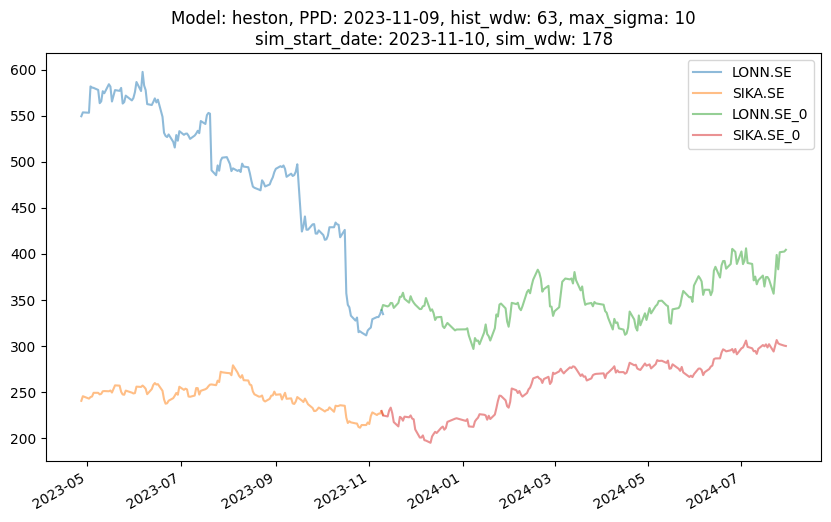 Model: heston, PPD: 2023-11-09, hist_wdw: 63, max_sigma: 10
sim_start_date: 2023-11-10, sim_wdw: 178
LONN.SE
SIKA.SE
LONN.SE_0
SIKA.SE_0
600
550
500
450
400
350
300
250
200
2023-05
2023-07
2023-09
2023-11
2024-01
2024-03
2024-05
2024-07